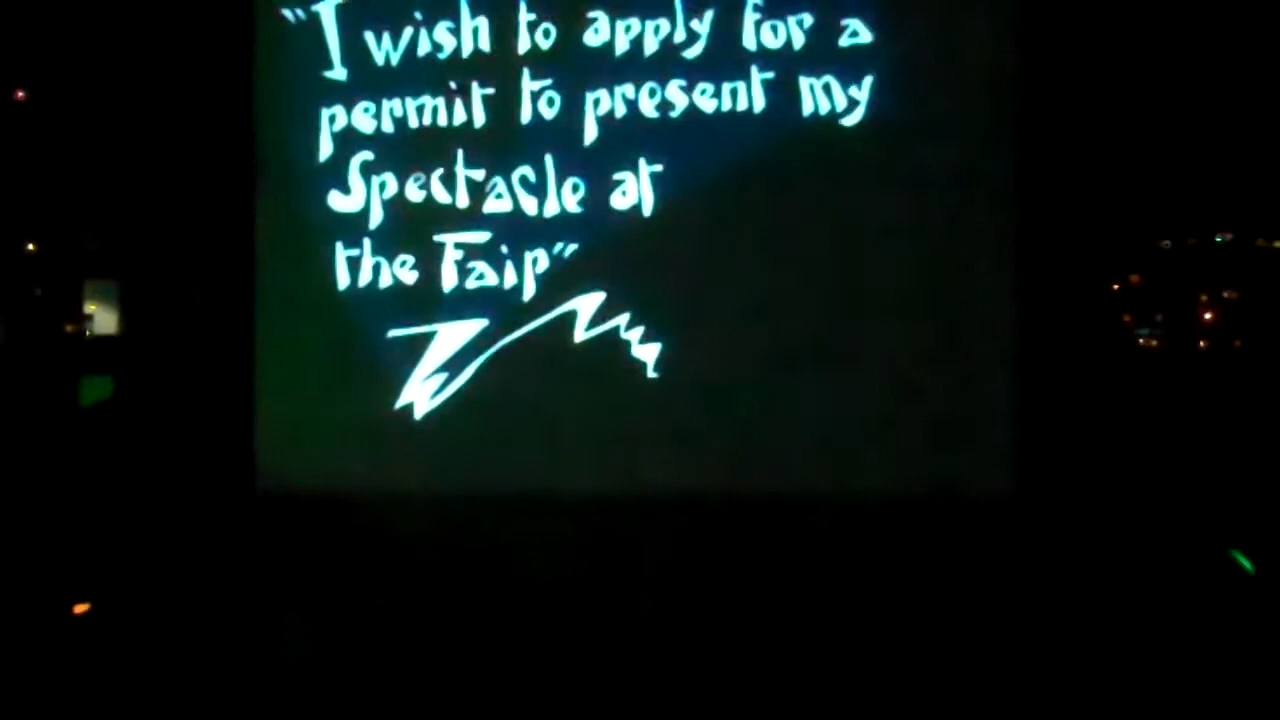 "I wish to apply for a
permit to present my
Spectacle at
the Fair"